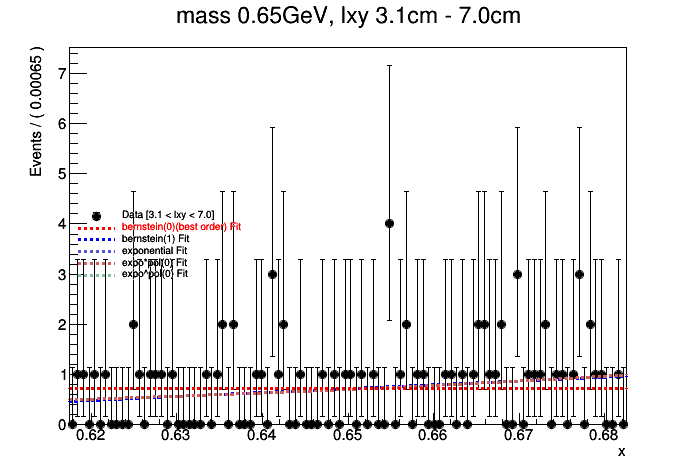 mass 0.65GeV, lxy 3.1cm - 7.0cm
Events / ( 0.00065 )
7
6
5
4
3
2
1
0
Data [3.1 < lxy < 7.0]
bernstein(0)(best order) Fit
bernstein(1) Fit
exponential Fit
expo*pol(0) Fit
expo^pol(0) Fit
0.62 0.63 0.64 0.65 0.66 0.67 0.68
x